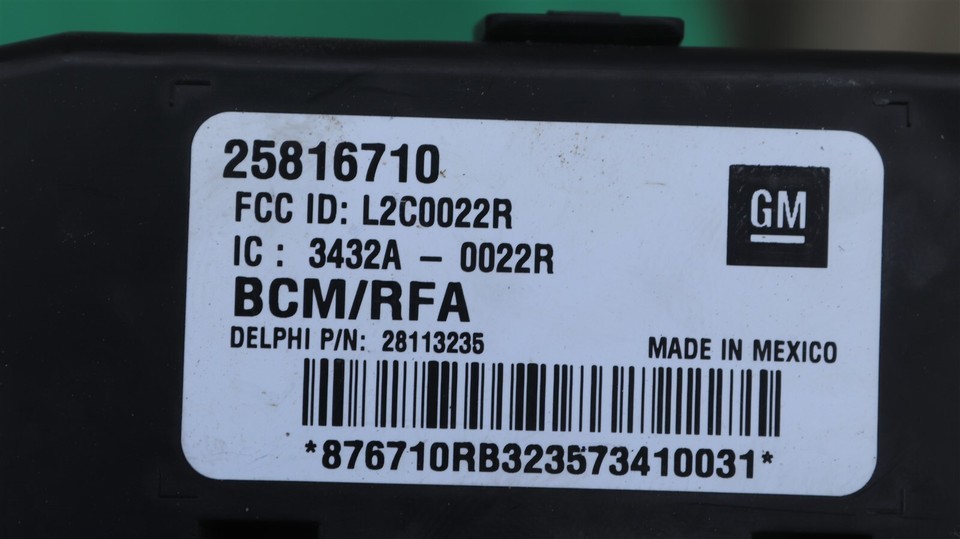 25816710
FCC ID: L2C0022R
GM
IC : 3432A - 0022R
BCM/RFA
DELPHI P/N: 28113235
MADE IN MEXICO
*876710RB323573410031*